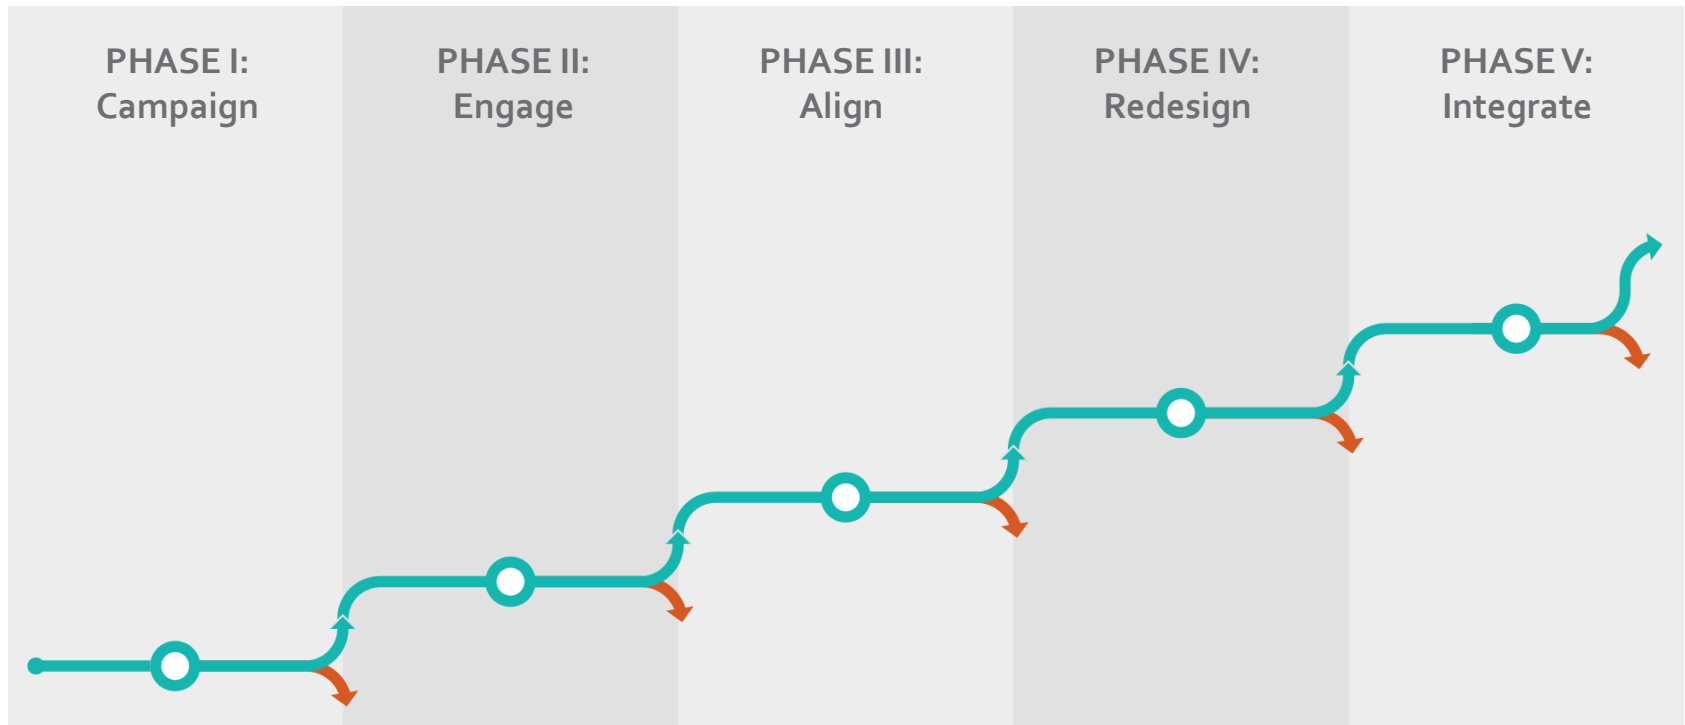 PHASE I:
Campaign
PHASE II:
Engage
PHASE III:
Align
PHASE IV:
Redesign
PHASE V:
Integrate